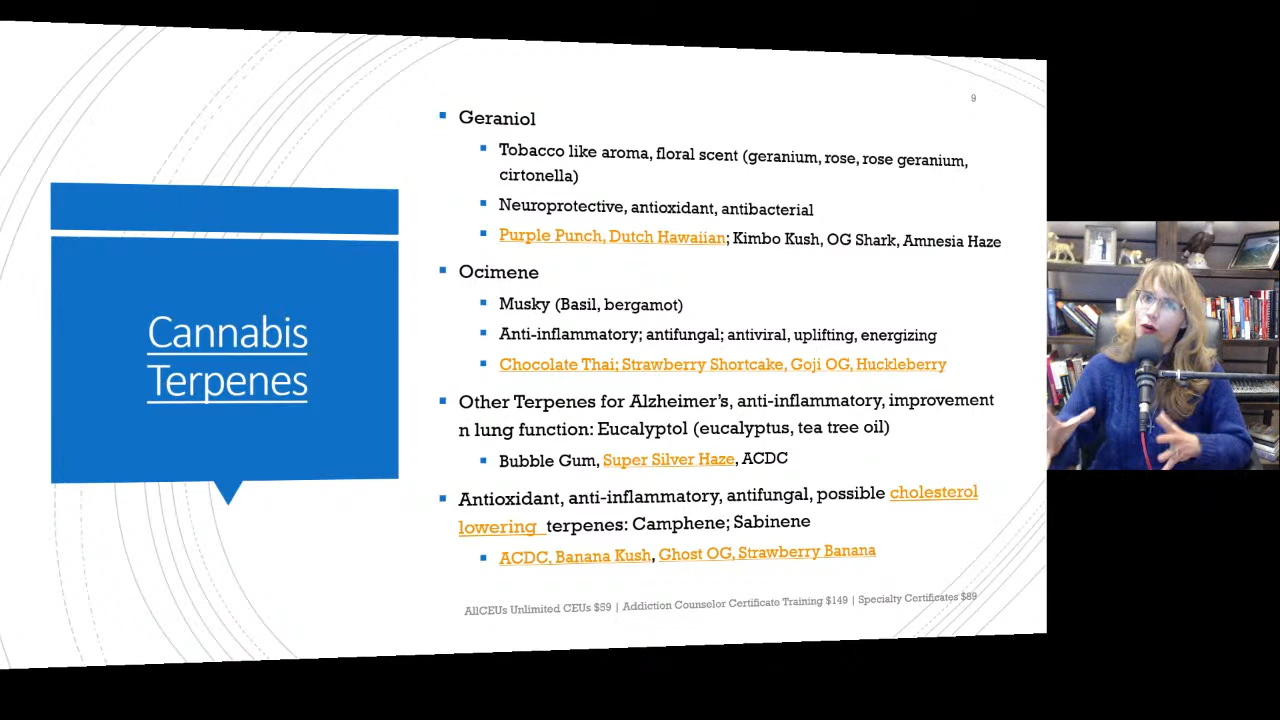 9
Cannabis
Terpenes
Geraniol
Tobacco like aroma, floral scent (geranium, rose, rose geranium,
cirtonella)
Neuroprotective, antioxidant, antibacterial
Purple Punch, Dutch Hawaiian; Kimbo Kush, OG Shark, Amnesia Haze
Ocimene
Musky (Basil, bergamot)
Anti-inflammatory; antifungal; antiviral, uplifting, energizing
Chocolate Thai; Strawberry Shortcake, Goji OG, Huckleberry
Other Terpenes for Alzheimer's, anti-inflammatory, improvement
n lung function: Eucalyptol (eucalyptus, tea tree oil)
Bubble Gum, Super Silver Haze, ACDC
Antioxidant, anti-inflammatory, antifungal, possible cholesterol
lowering terpenes: Camphene; Sabinene
ACDC, Banana Kush, Ghost OG, Strawberry Banana
AllCEUs Unlimited CEUs $59 | Addiction Counselor Certificate Training $149 | Specialty Certificates $89